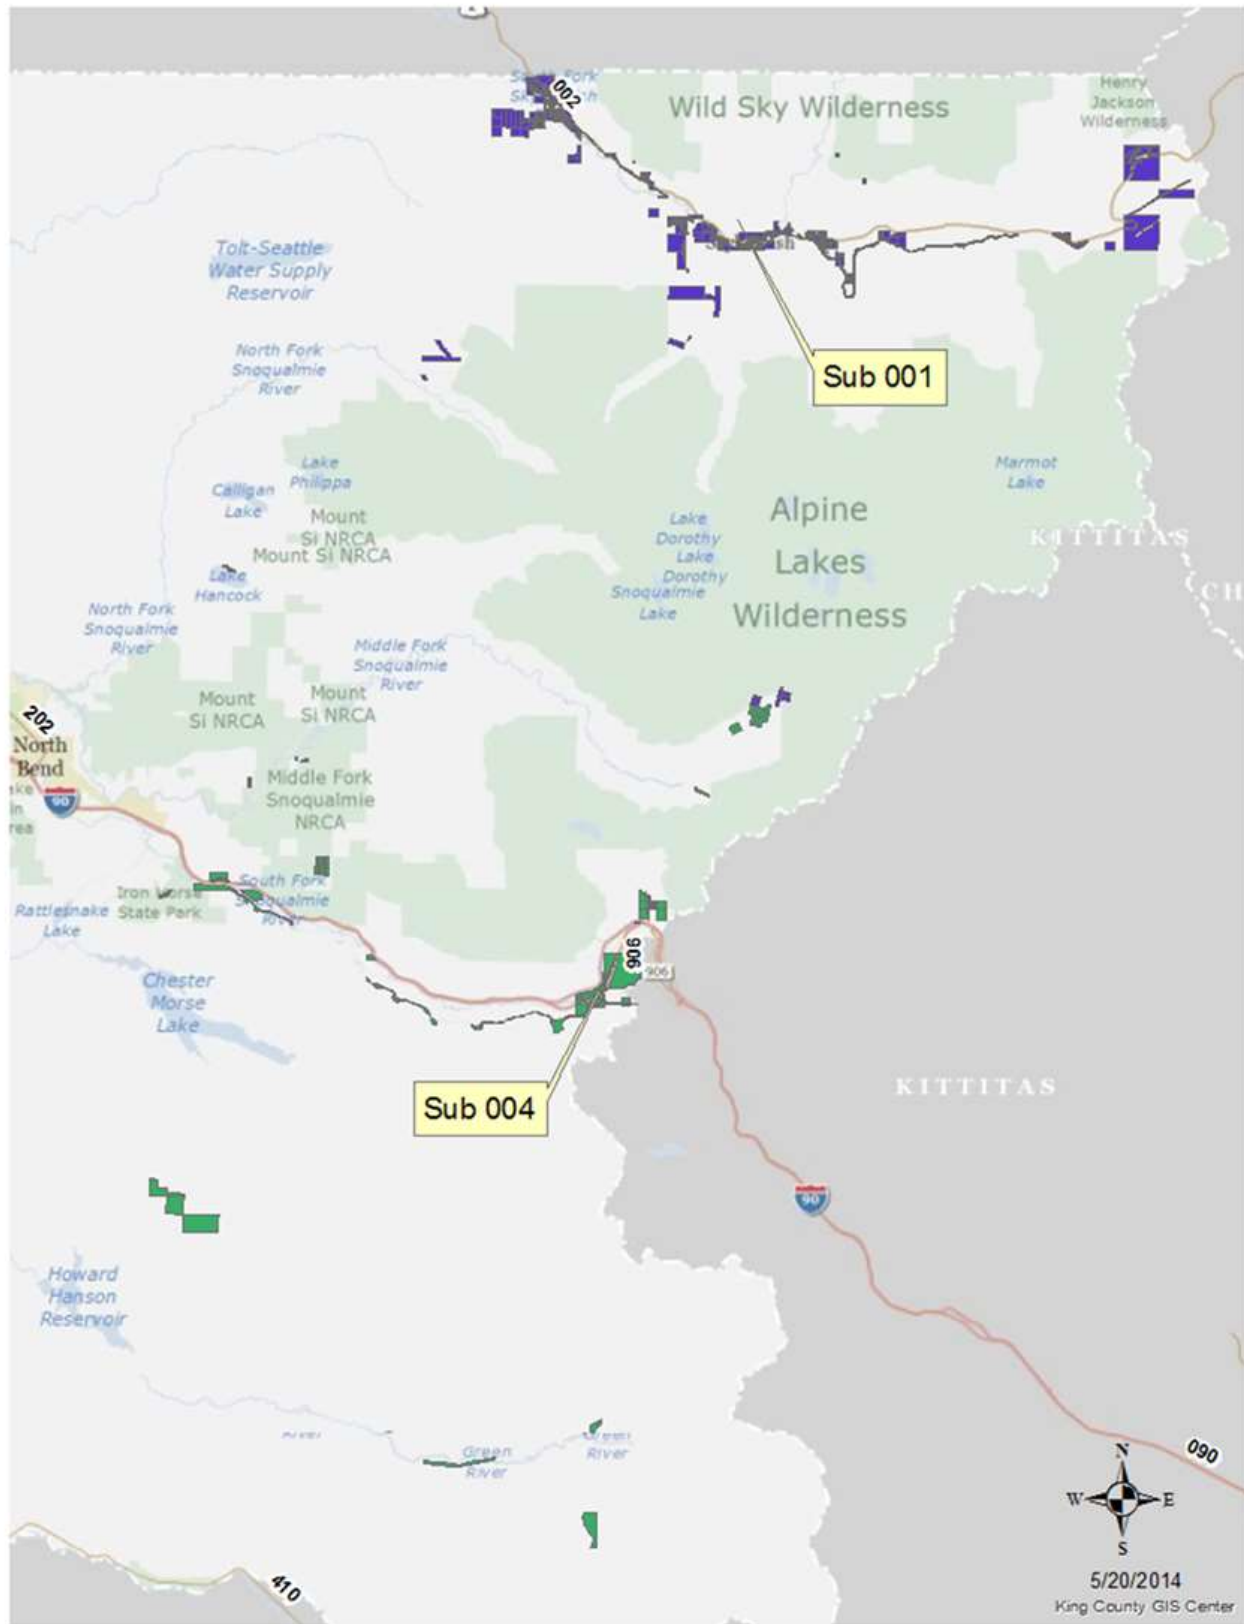 002
Wild Sky Wilderness
Henry
Jackson
Wilderness
Tolt-Seattle
Water Supply
Reservoir
North Fork
Snoqualmie
River
Sub 001
Lake
Philippa
Calligan
Lake
Mount
Si NRCA
Mount Si NRCA
Lake
Hancock
Marmot
Lake
Alpine
Lakes
Wilderness
Lake
Dorothy
Lake
Dorothy
Snoqualmie
Lake
KITTITAS
CH
North Fork
Snoqualmie
River
Middle Fork
Snoqualmie
River
Mount
Si NRCA
Mount
Si NRCA
202
North
Bend
90
Middle Fork
Snoqualmie
NRCA
South Fork
Snoqualmie
River
Iron Horse
State Park
Rattlesnake
Lake
906
906
Chester
Morse
Lake
Sub 004
KITTITAS
90
Howard
Hanson
Reservoir
Green
River
Green
River
090
410
N
W E
S
5/20/2014
King County GIS Center